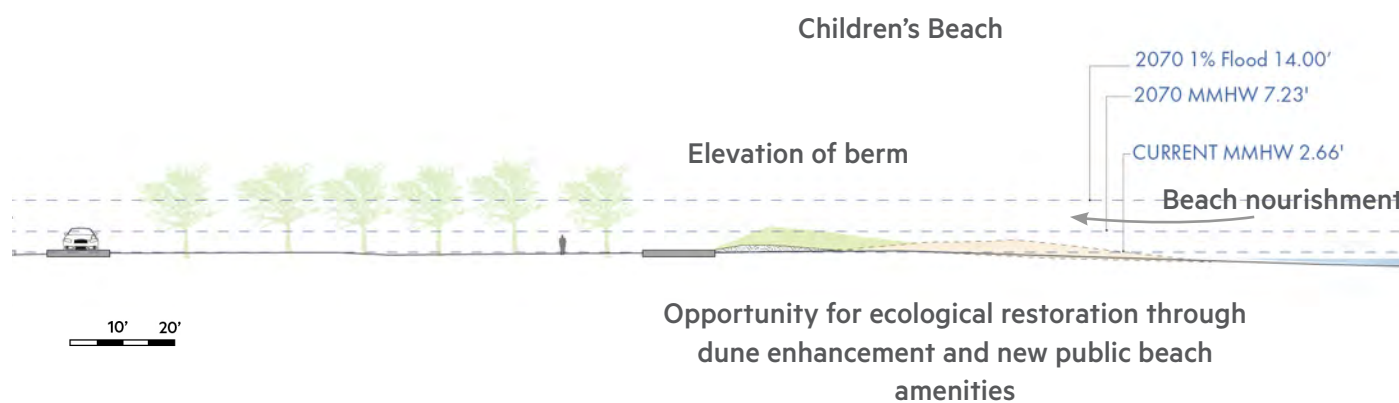 Children’s Beach
2070 1% Flood 14.00’
2070 MMHW 7.23'
CURRENT MMHW 2.66'
Elevation of berm
Beach nourishment
10’ 20’
Opportunity for ecological restoration through
dune enhancement and new public beach
amenities